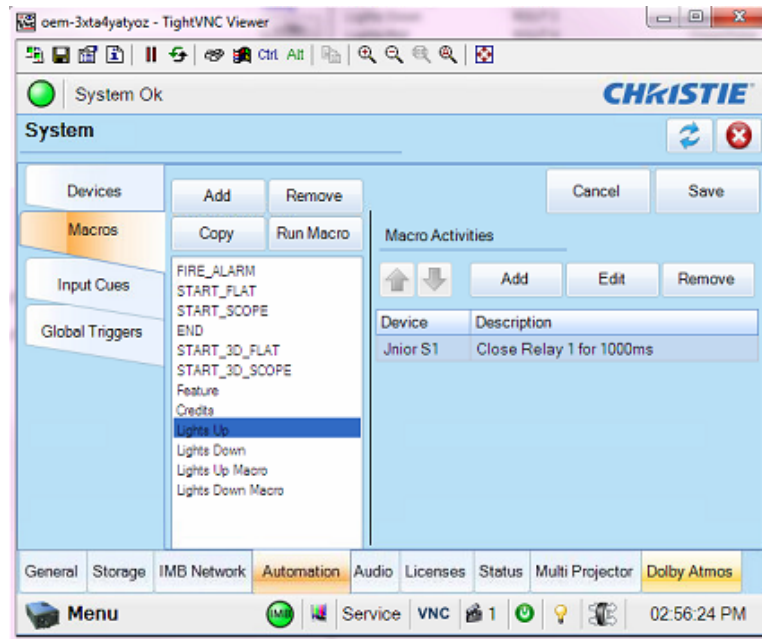 oem-3xta4yatyoz - TightVNC Viewer
Ctrl Alt
System Ok
CHRISTIE
System
Devices
Macros
Input Cues
Global Triggers
Add Remove
Copy Run Macro
FIRE_ALARM
START_FLAT
START_SCOPE
END
START_3D_FLAT
START_3D_SCOPE
Feature
Credits
Lights Up
Lights Down
Lights Up Macro
Lights Down Macro
Cancel Save
Macro Activities
Add Edit Remove
Device Description
Jnior S1 Close Relay 1 for 1000ms
General Storage IMB Network Automation Audio Licenses Status Multi Projector Dolby Atmos
Menu IMB Service VNC 1 02:56:24 PM